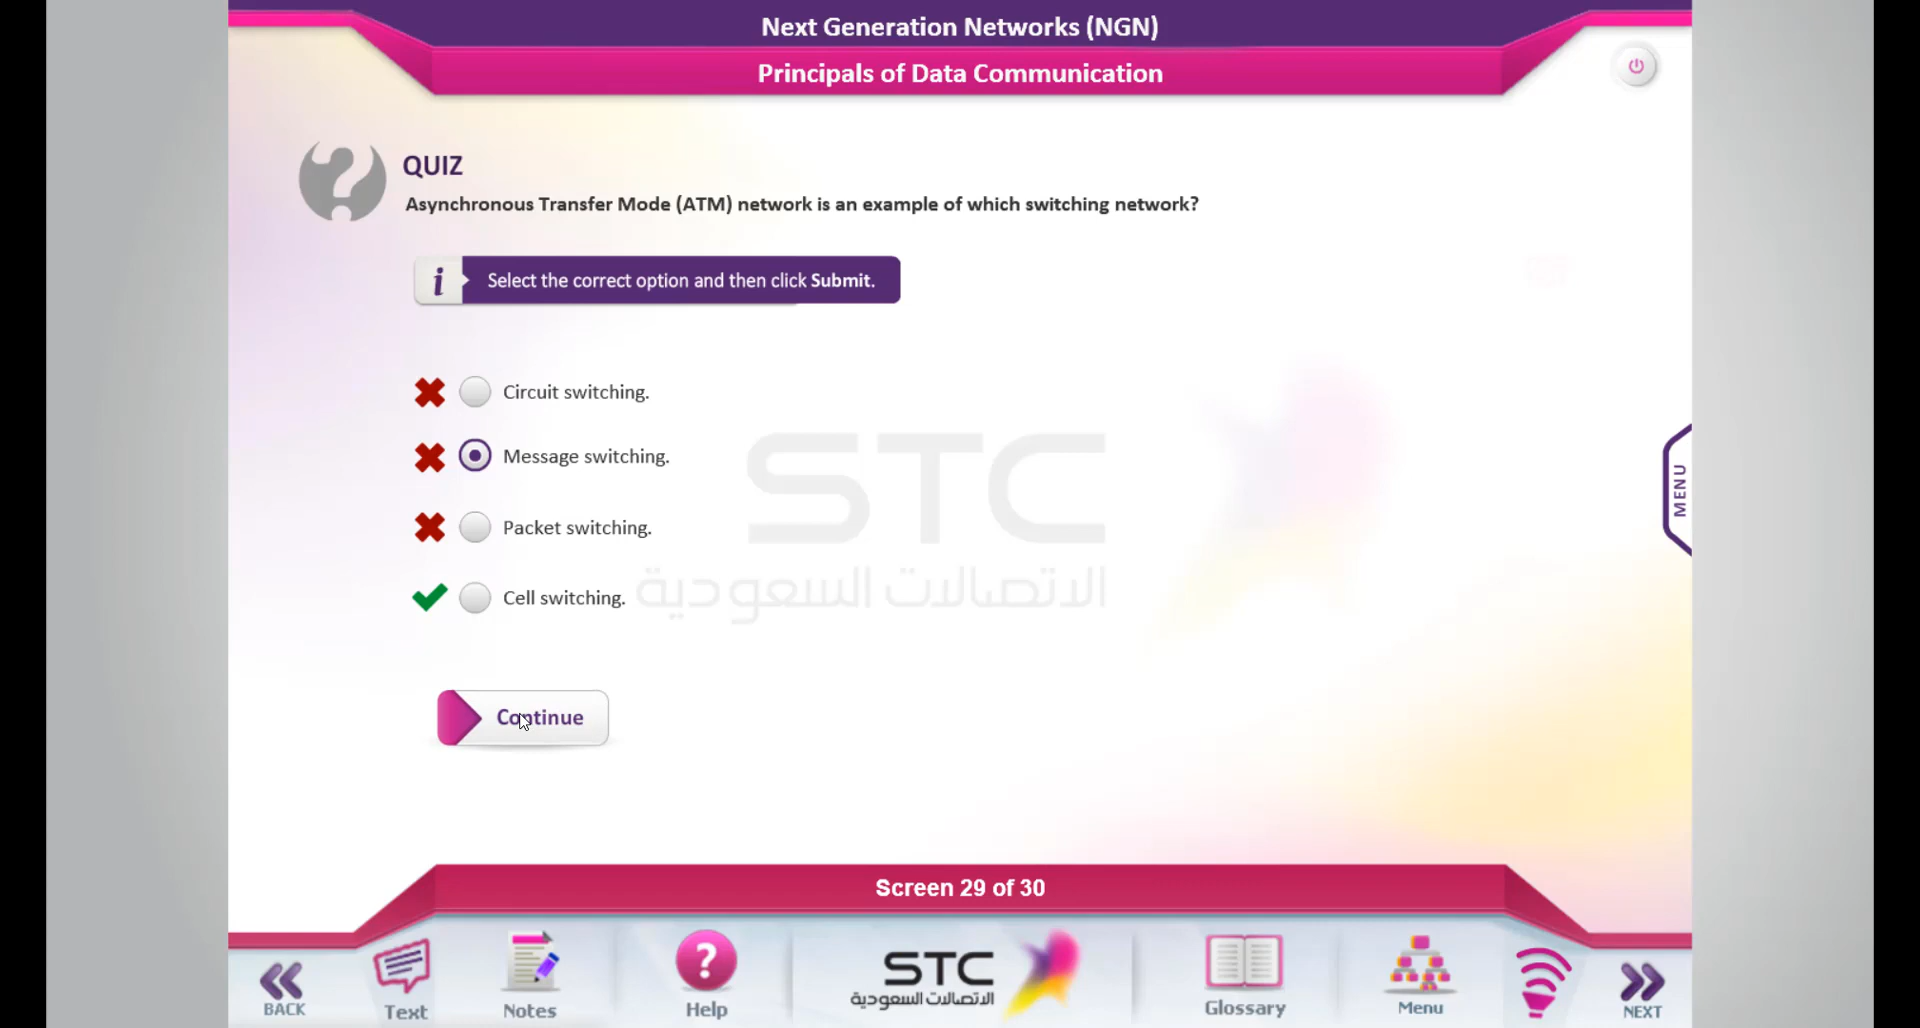 Next Generation Networks (NGN)
Principals of Data Communication
QUIZ
Asynchronous Transfer Mode (ATM) network is an example of which switching network?
i Select the correct option and then click Submit.
Circuit switching.
Message switching.
Packet switching.
Cell switching.
STC
الاتصالات السعودية
MENU
Continue
Screen 29 of 30
BACK
Text
Notes
Help
STC
الاتصالات السعودية
Glossary
Menu
NEXT